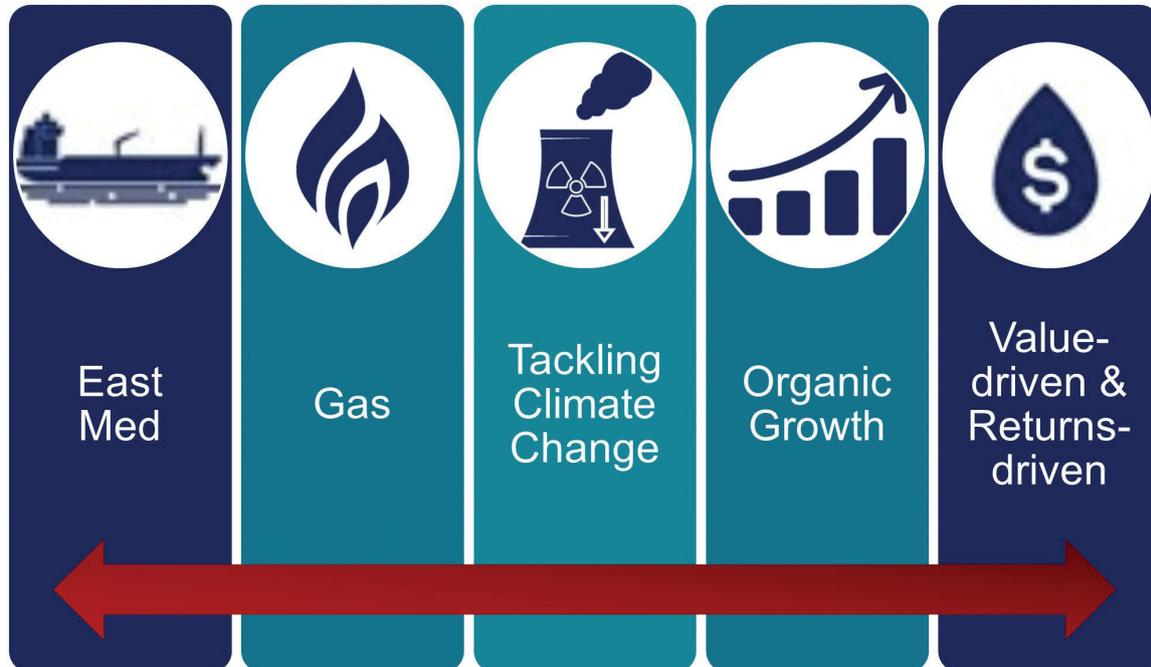 East
Med
Gas
Tackling
Climate
Change
Organic
Growth
$
Value-
driven &
Returns-
driven